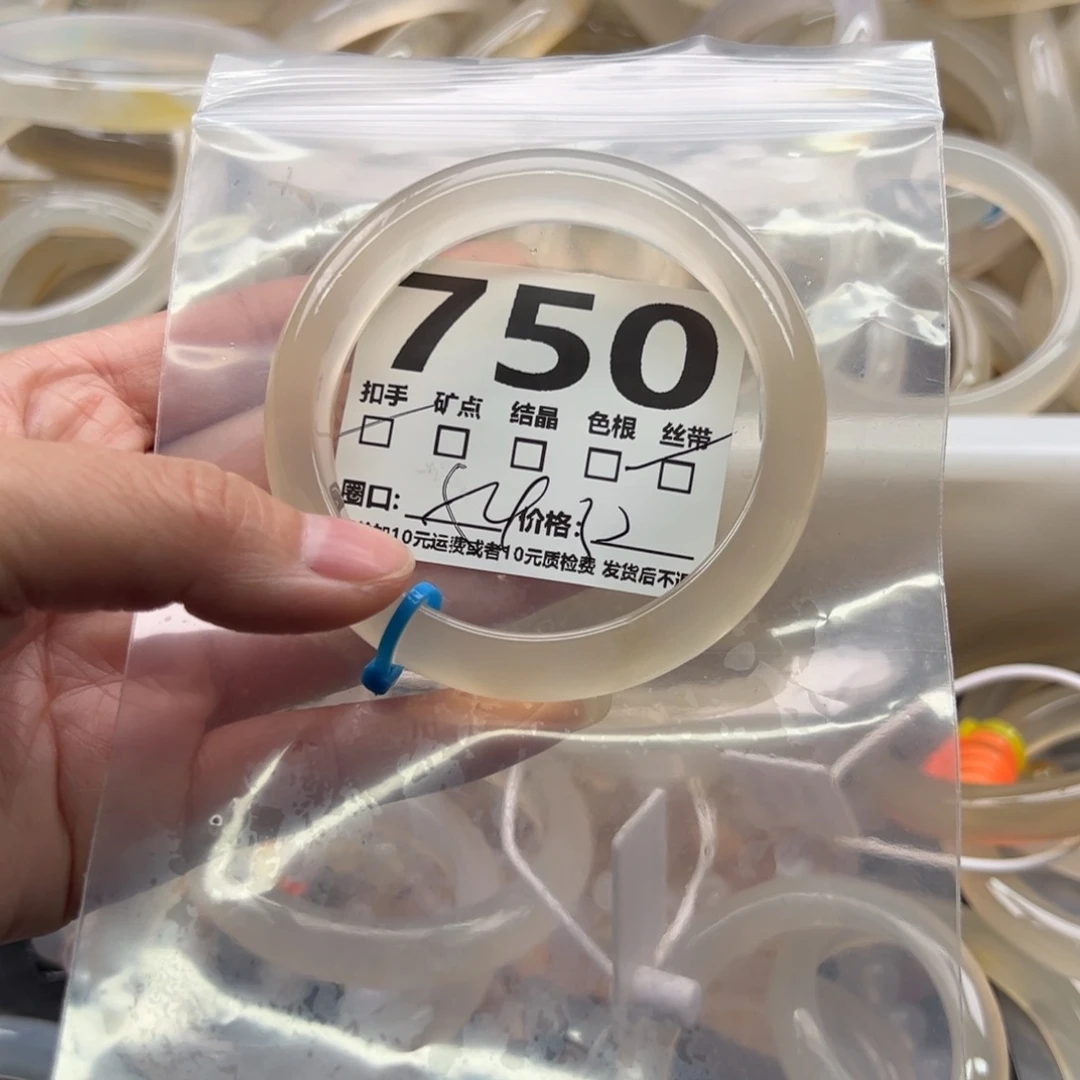 750
扣手 矿点 结晶 色根 丝带
圈口: 价格:
10元运费或者10元质检费 发货后不退